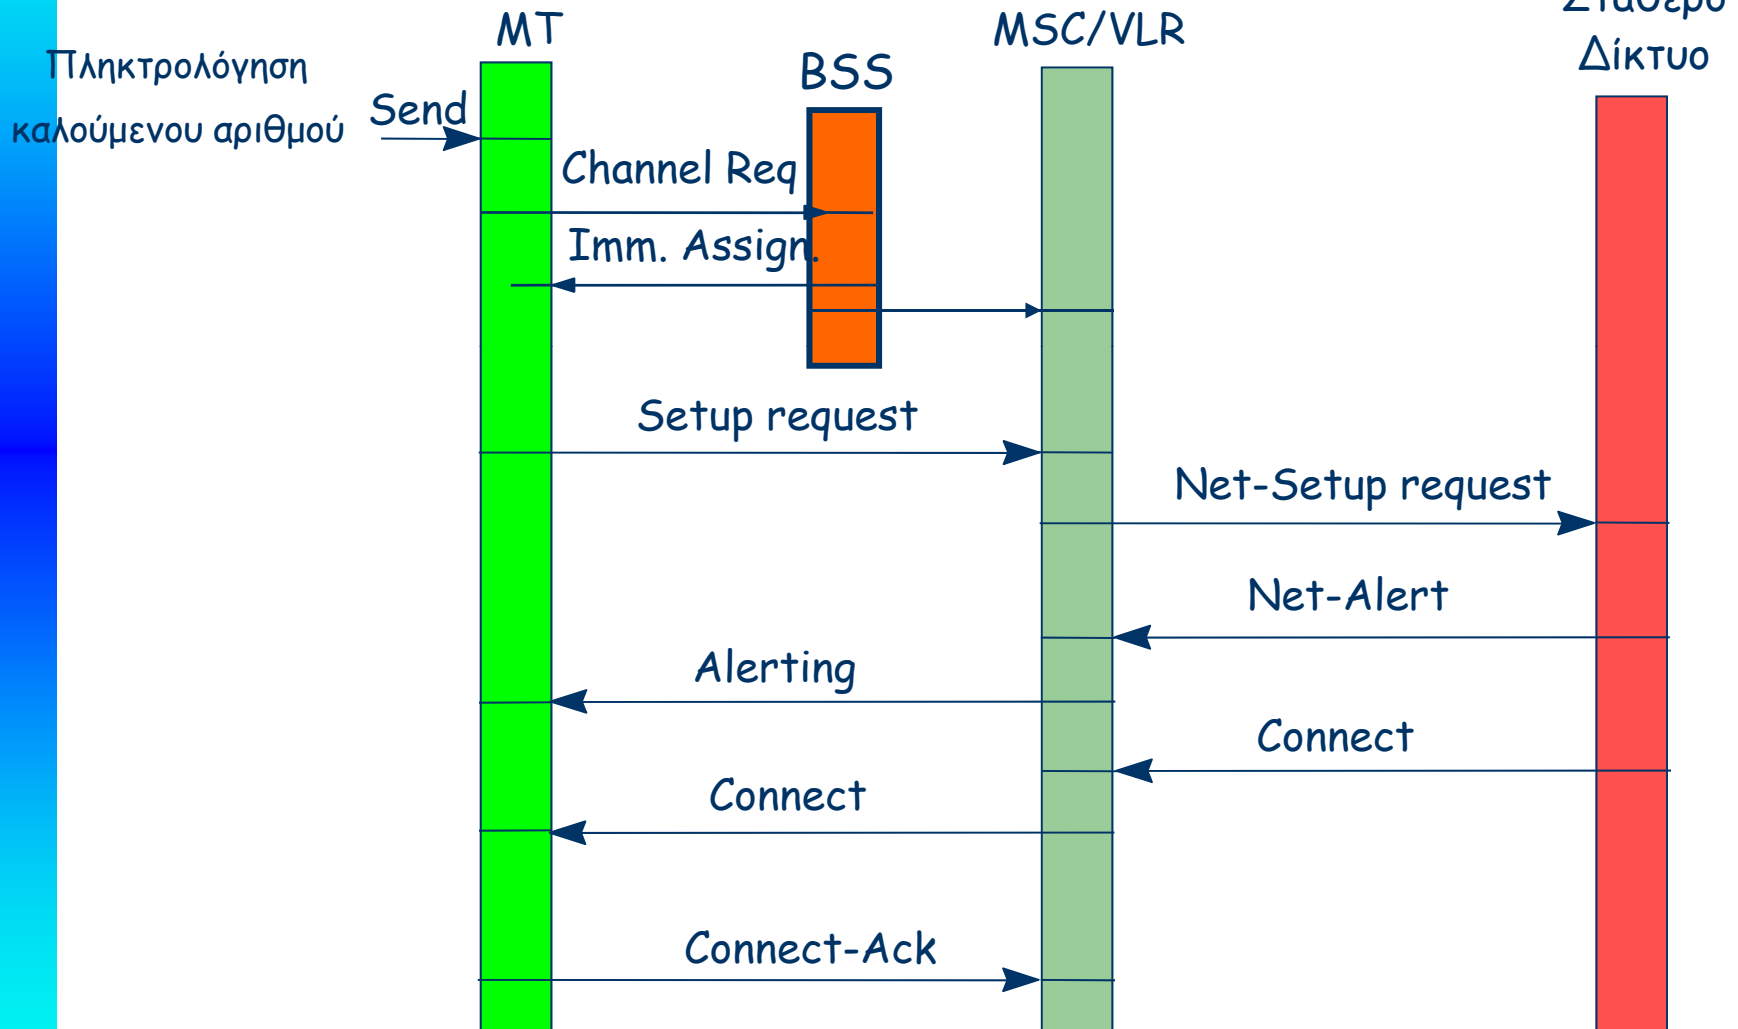 MT
MSC/VLR
Δίκτυο
Πληκτρολόγηση
καλούμενου αριθμού
BSS
Send
Channel Req
Imm. Assign.
Setup request
Net-Setup request
Net-Alert
Alerting
Connect
Connect
Connect-Ack